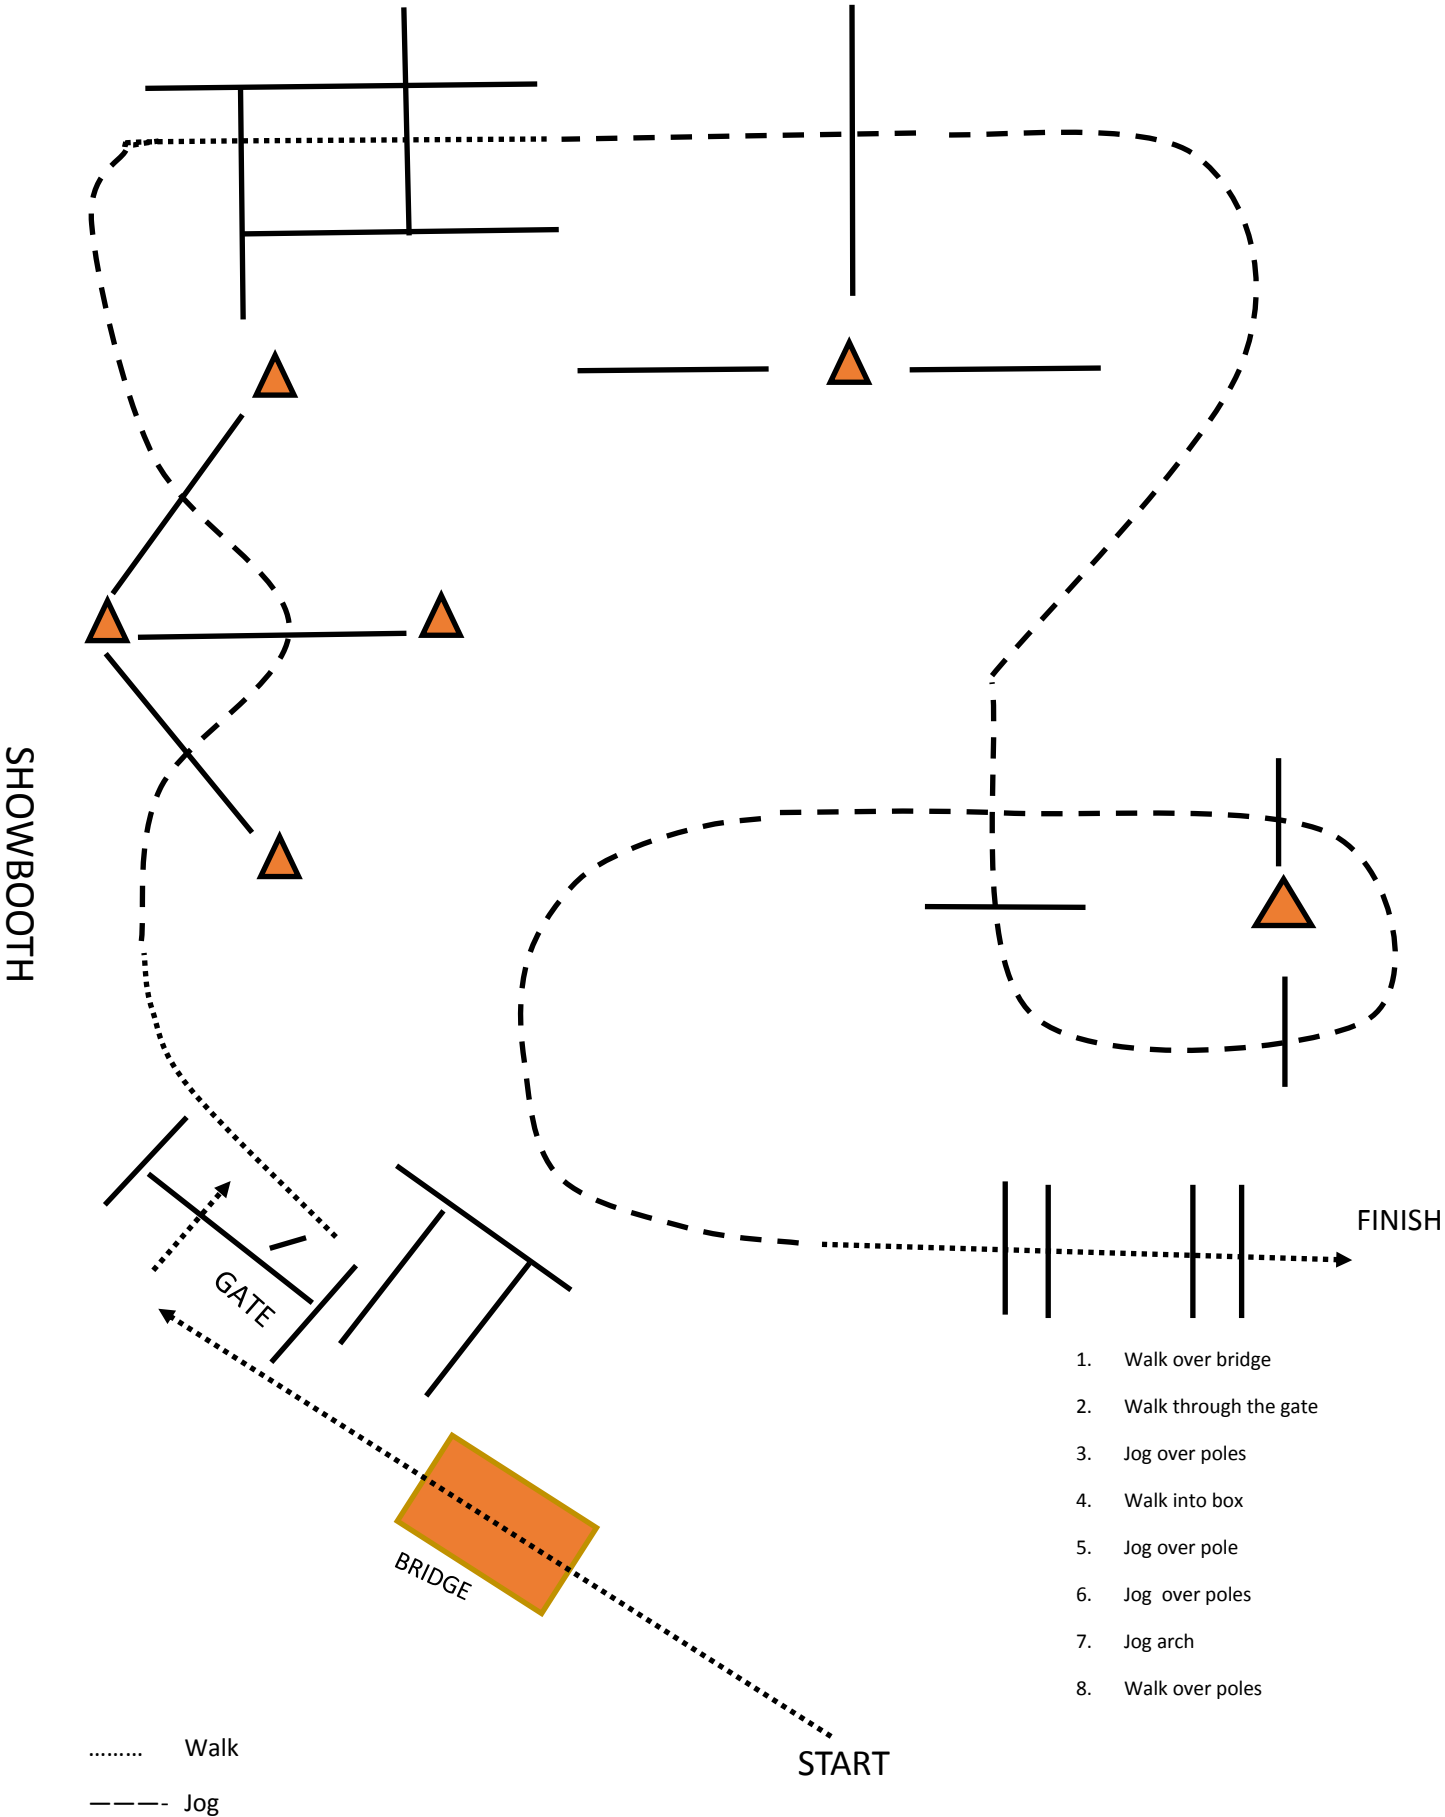 SHOWBOOTH
GATE
FINISH
1. Walk over bridge
2. Walk through the gate
3. Jog over poles
4. Walk into box
5. Jog over pole
6. Jog  over poles
7. Jog arch
8. Walk over poles
BRIDGE
START
……… Walk
————- Jog